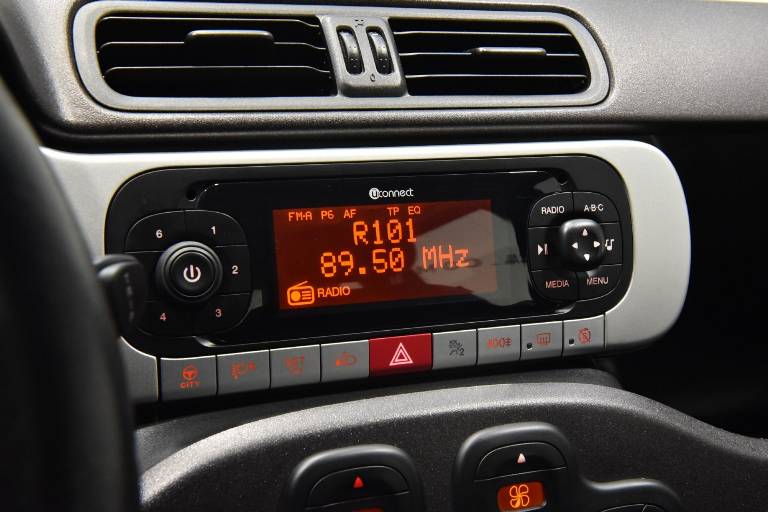 uconnect
FM-A P6 AF TP EQ
R101
89.50 MHz
RADIO
6 1
2
4 3
RADIO A·B·C
MEDIA MENU
CITY